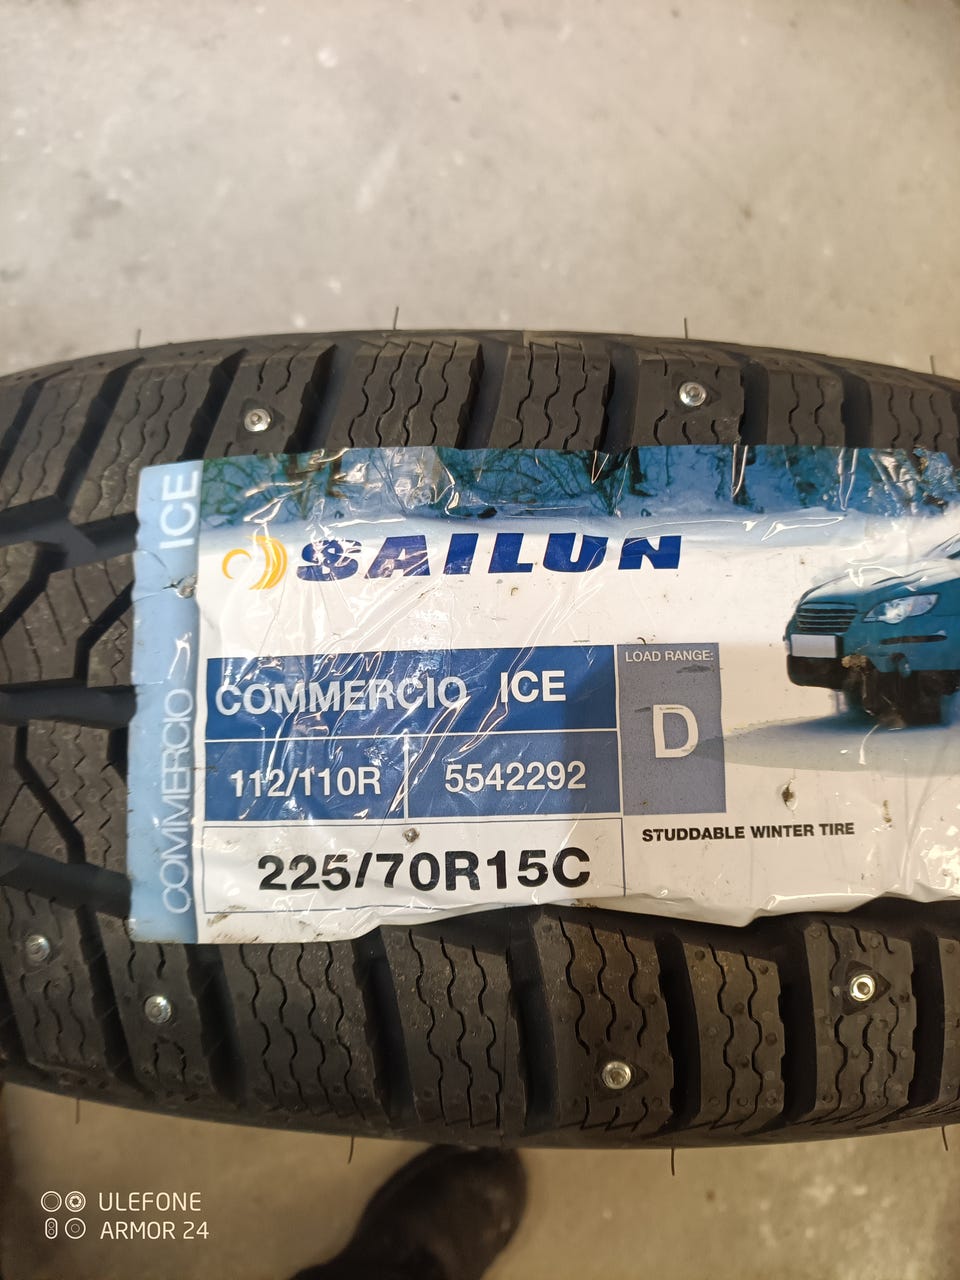 COMMERCIO ICE
SAILUN
COMMERCIO ICE
LOAD RANGE:
D
112/110R
5542292
225/70R15C
STUDDABLE WINTER TIRE
ULEFONE
ARMOR 24